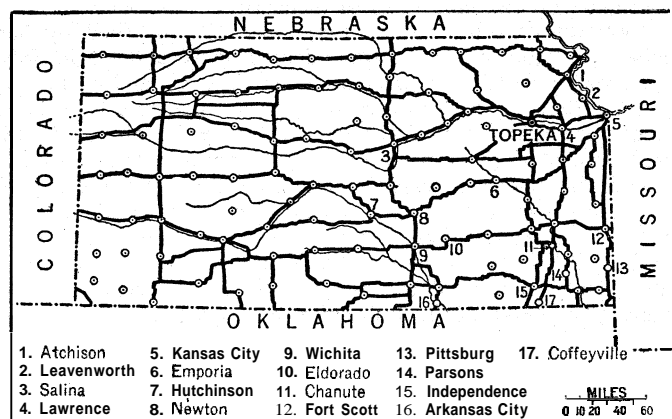 NEBRASKA
COLORADO
MISSOURI
2
5
TOPEKA
4
3
6
7
8
9
10
11
12
13
14
15
16
17
OKLAHOMA
1. Atchison 5. Kansas City 9. Wichita 13. Pittsburg 17. Coffeyville
2. Leavenworth 6. Emporia 10. Eldorado 14. Parsons
3. Salina 7. Hutchinson 11. Chanute 15. Independence MILES
4. Lawrence 8. Newton 12. Fort Scott 16. Arkansas City 0 10 20 40 60